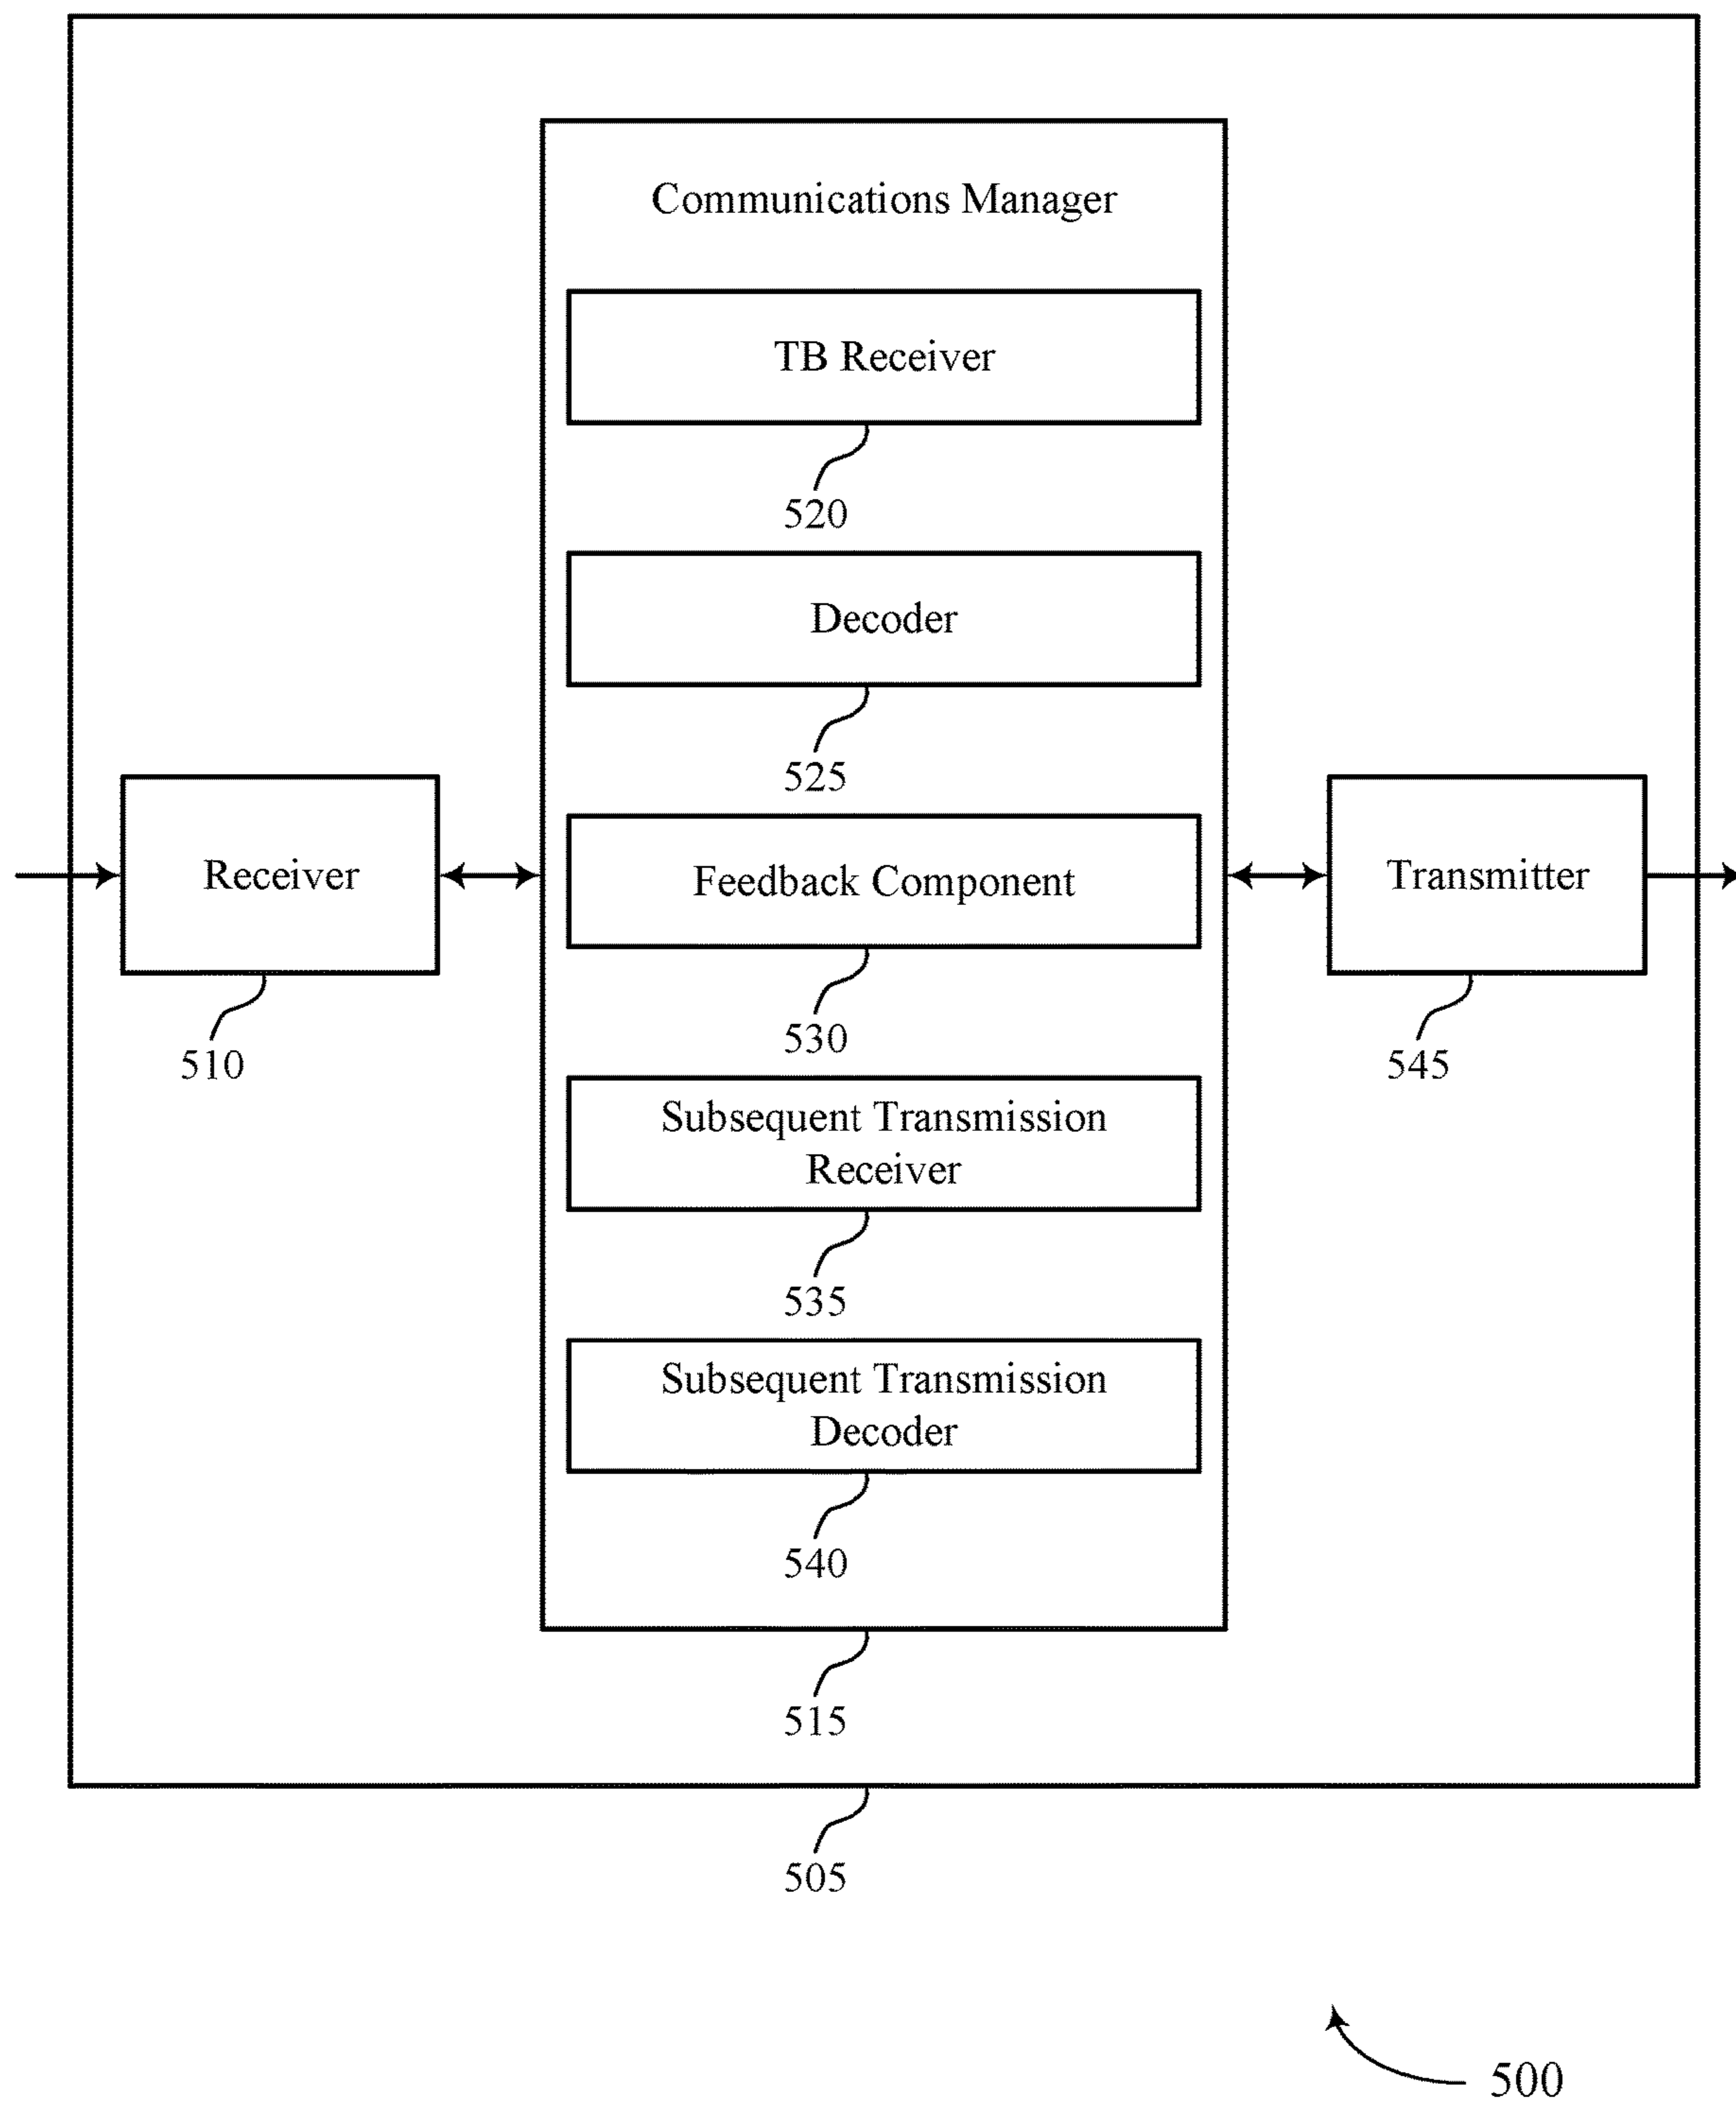 Communications Manager
TB Receiver
520
Decoder
525
Receiver
510
Feedback Component
530
Transmitter
545
Subsequent Transmission
Receiver
535
Subsequent Transmission
Decoder
540
515
505
500